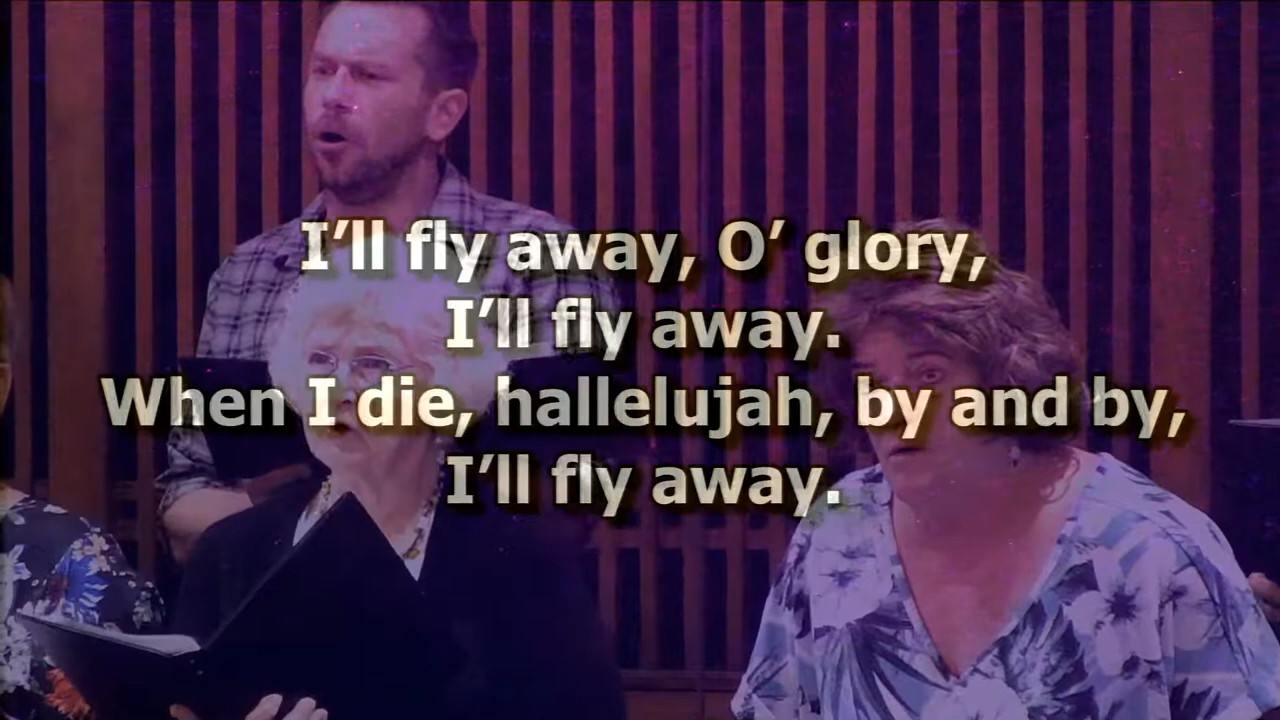 I’ll fly away, O’ glory,
I’ll fly away.
When I die, hallelujah, by and by,
I’ll fly away.